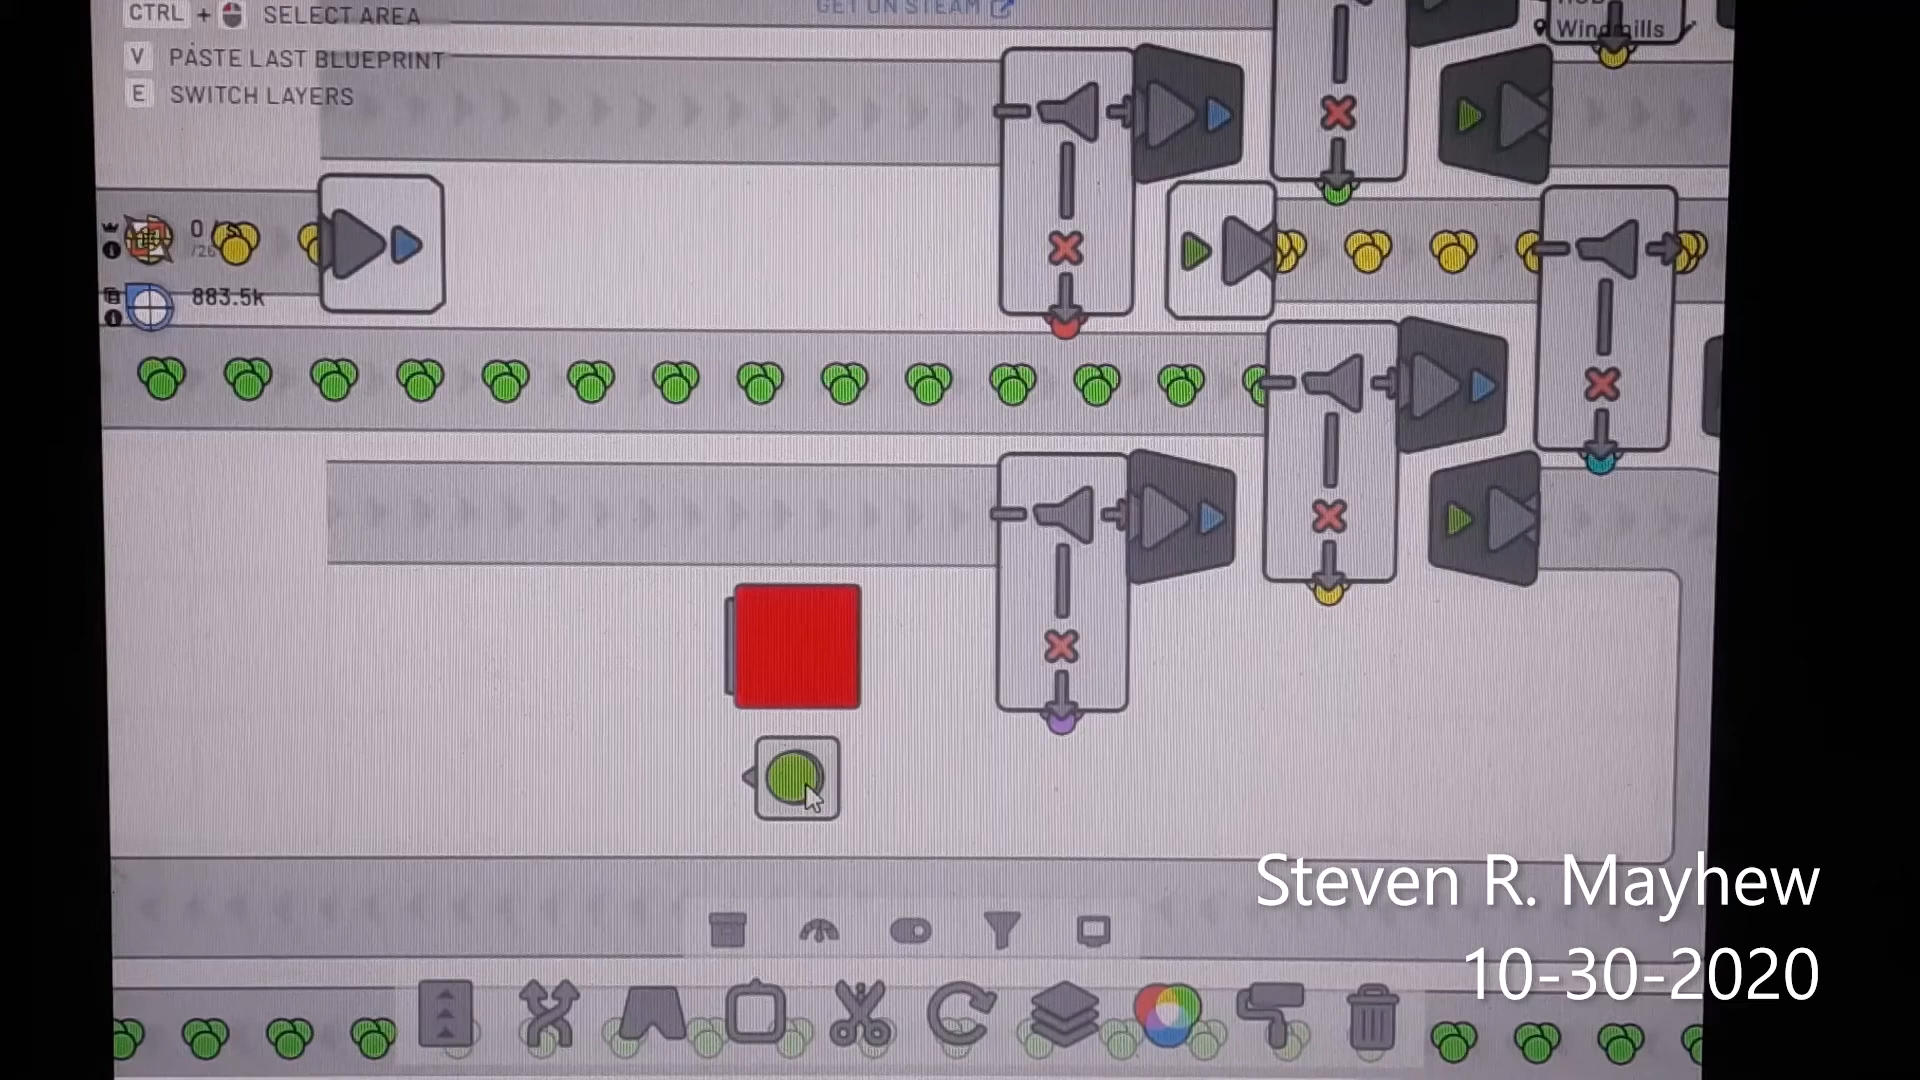 CTRL + SELECT AREA
GET ON STEAM
V PASTE LAST BLUEPRINT
E SWITCH LAYERS
Windmills
0 /s
/26
883.5k
Steven R. Mayhew
10-30-2020